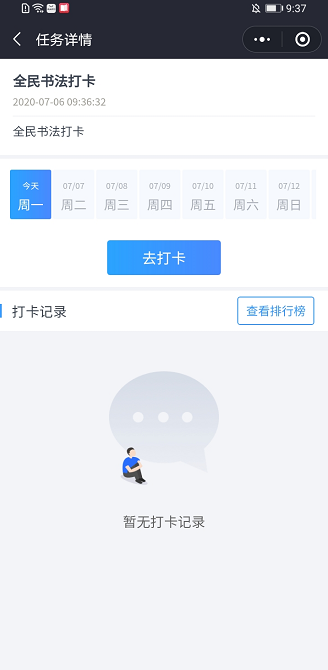 9:37
任务详情
全民书法打卡
2020-07-06 09:36:32
全民书法打卡
今天 07/07 07/08 07/09 07/10 07/11 07/12
周一 周二 周三 周四 周五 周六 周日
去打卡
打卡记录 查看排行榜
暂无打卡记录